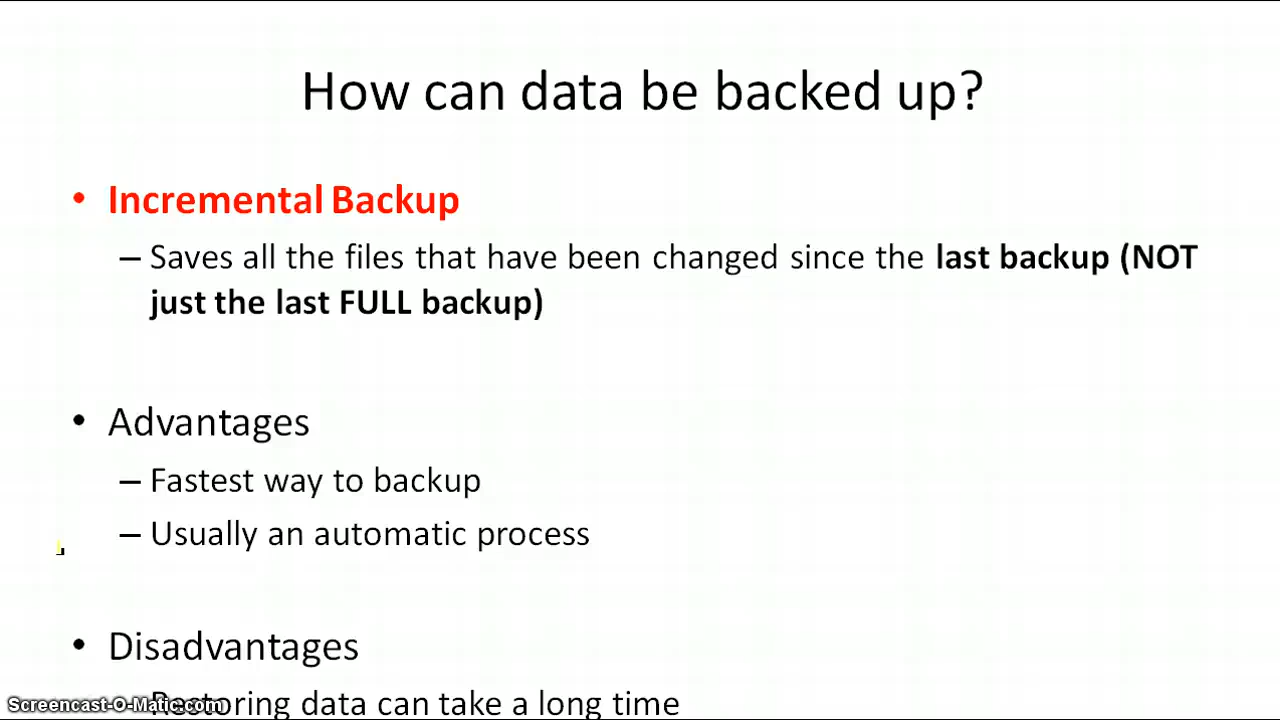 How can data be backed up?
• Incremental Backup
– Saves all the files that have been changed since the last backup (NOT
just the last FULL backup)
• Advantages
– Fastest way to backup
– Usually an automatic process
• Disadvantages
Restoring data can take a long time
Screencast-O-Matic.com